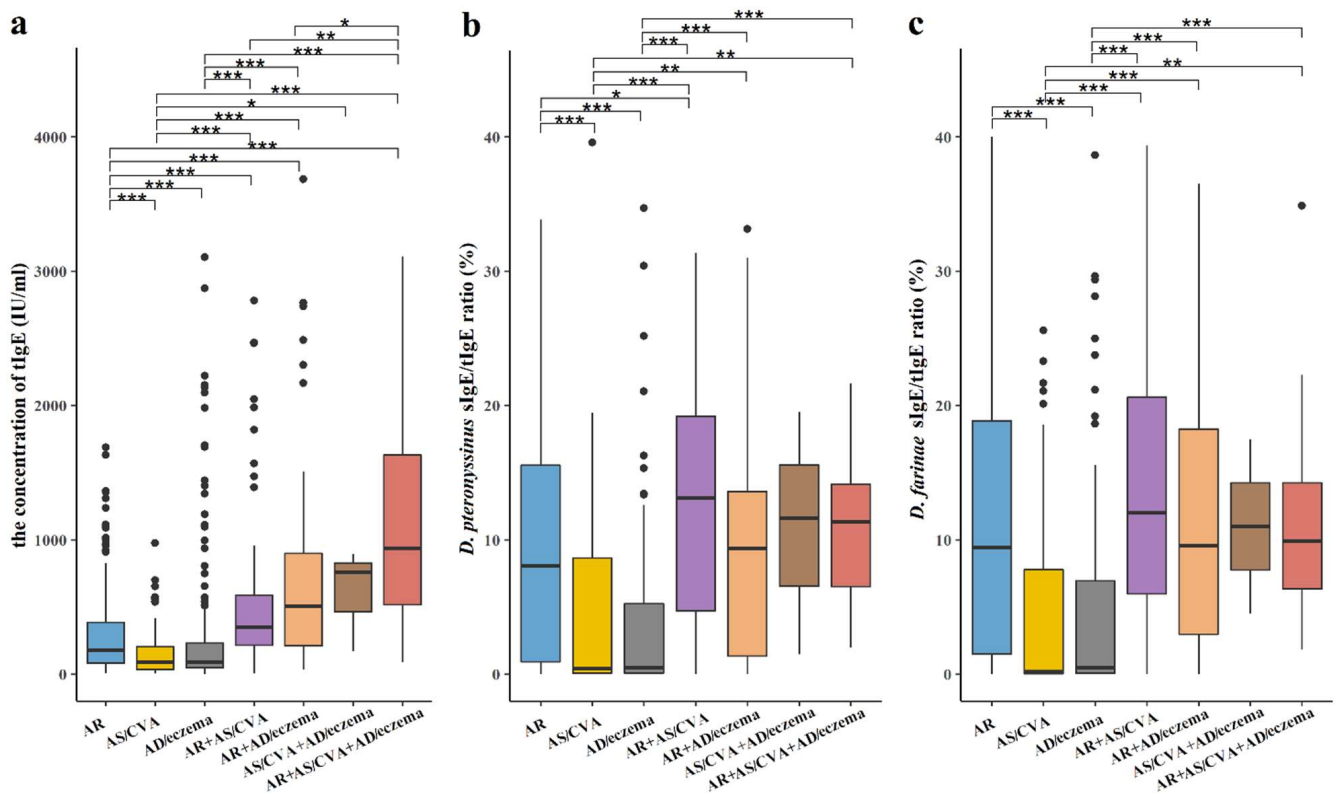 a
the concentration of tIgE (IU/ml)
4000
3000
2000
1000
0
*
**
***
***
***
***
*
***
***
***
***
***
***
AR
AS/CVA
AD/eczema
AR+AS/CVA
AR+AD/eczema
AS/CVA+AD/eczema
AR+AS/CVA+AD/eczema
b
D. pteronyssinus sIgE/tIgE ratio (%)
40
30
20
10
0
***
***
***
**
**
***
*
***
***
AR
AS/CVA
AD/eczema
AR+AS/CVA
AR+AD/eczema
AS/CVA+AD/eczema
AR+AS/CVA+AD/eczema
c
D. farinae sIgE/tIgE ratio (%)
40
30
20
10
0
***
***
***
**
***
***
***
***
AR
AS/CVA
AD/eczema
AR+AS/CVA
AR+AD/eczema
AS/CVA+AD/eczema
AR+AS/CVA+AD/eczema